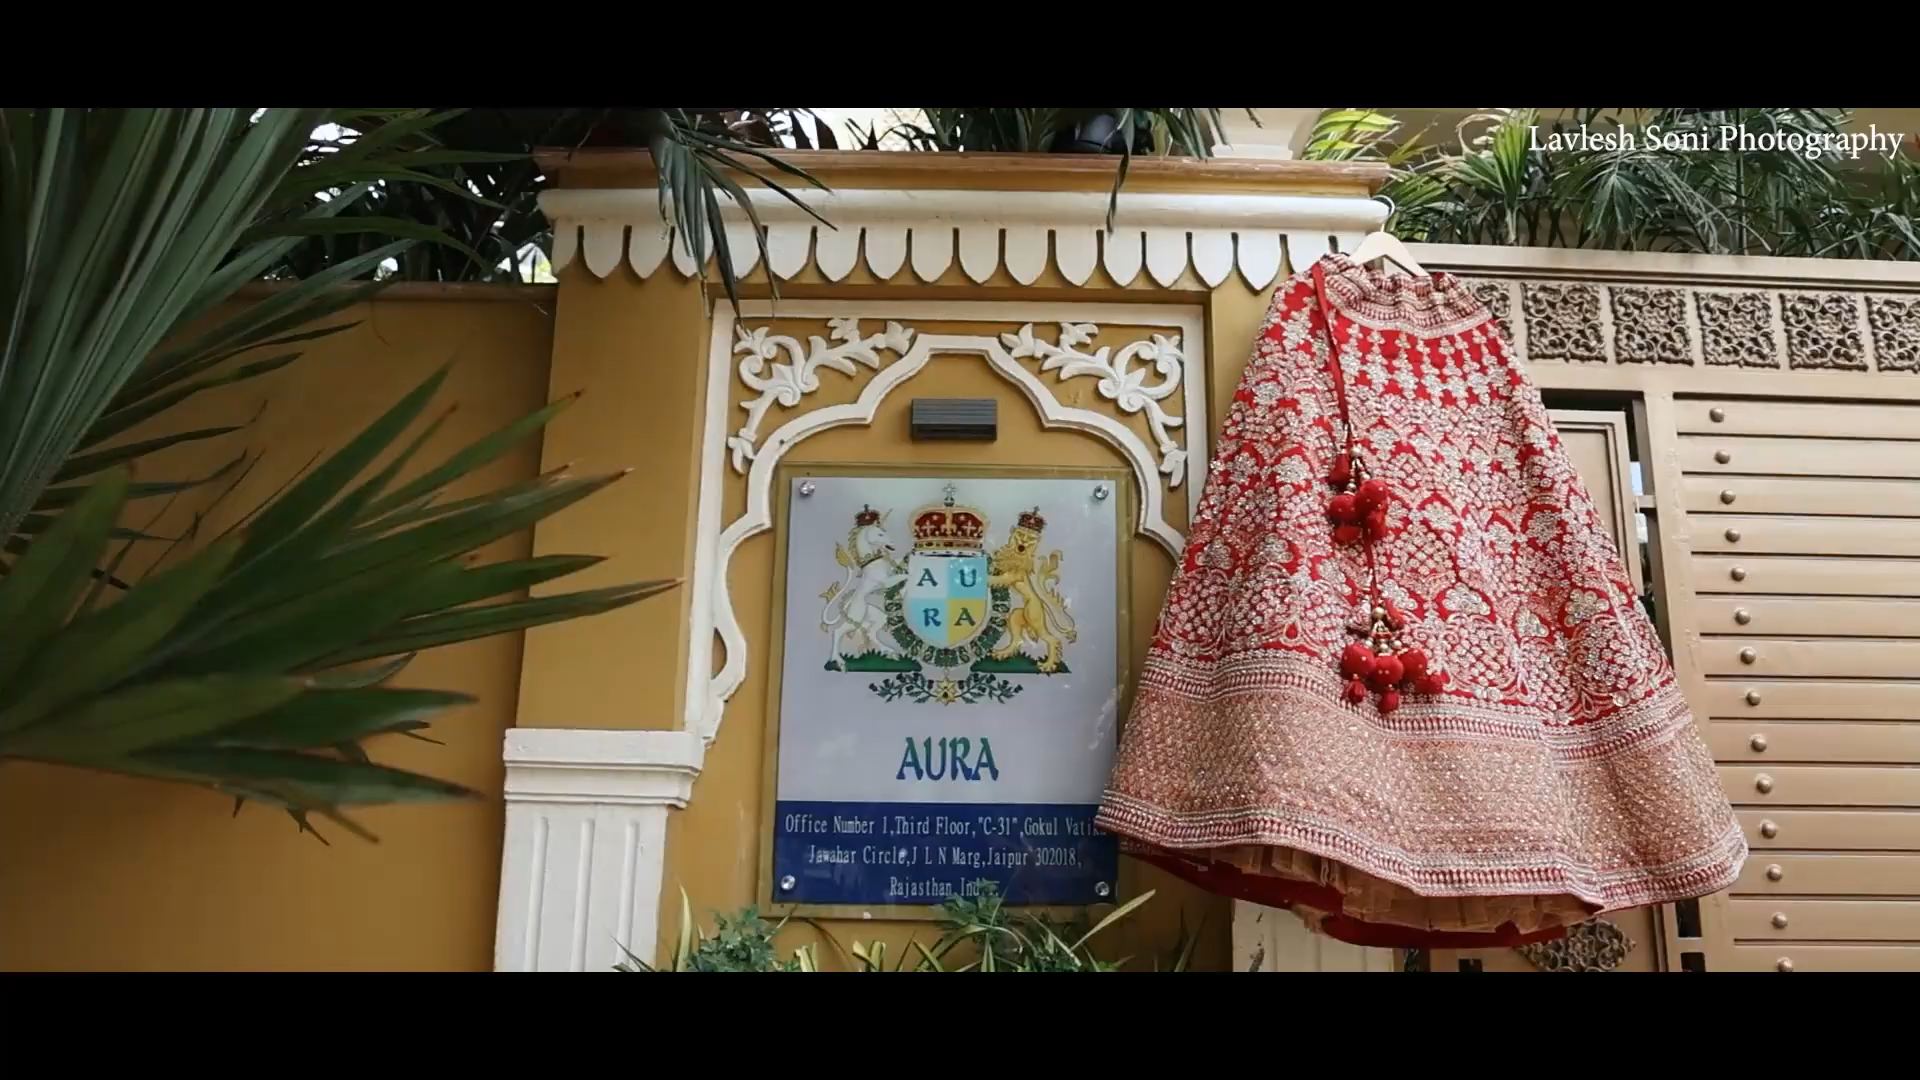 Lavlesh Soni Photography
A U
R A
AURA
Office Number 1,Third Floor,"C-31",Gokul
Jawahar Circle,J L N Marg,Jaipur 302018,
Rajasthan